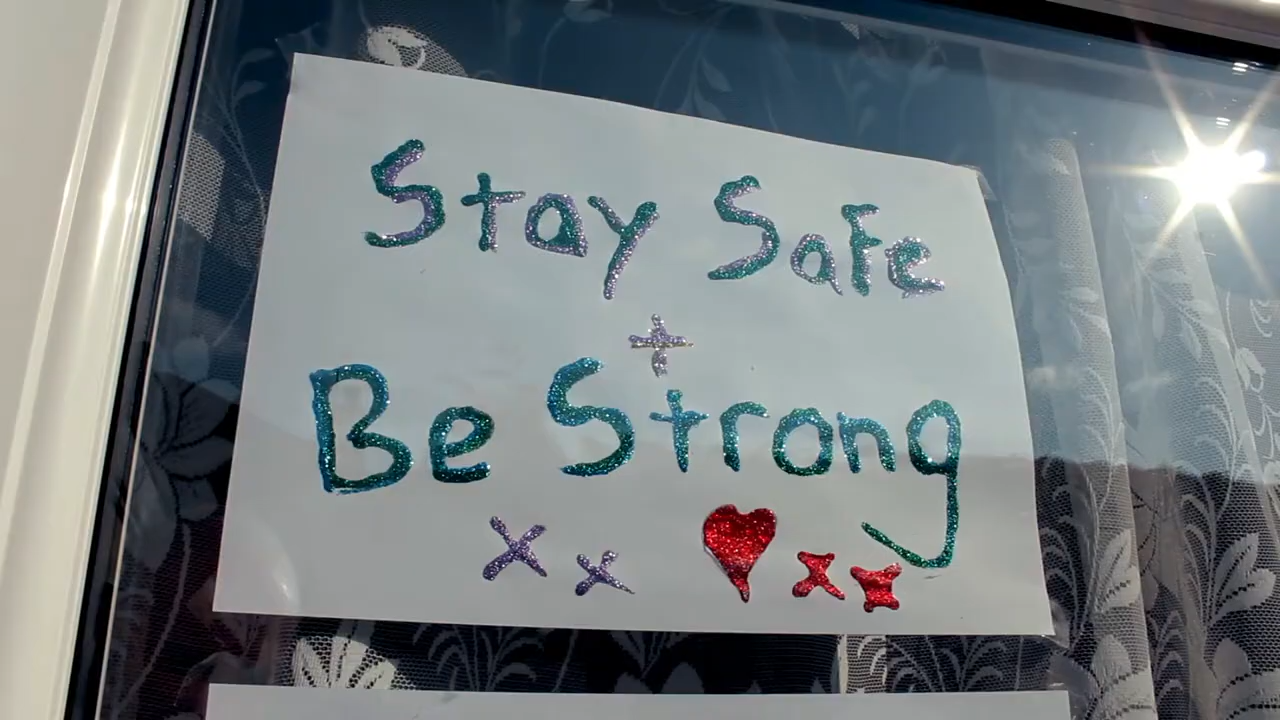 Stay Safe
+
Be Strong
x x ♥ x x